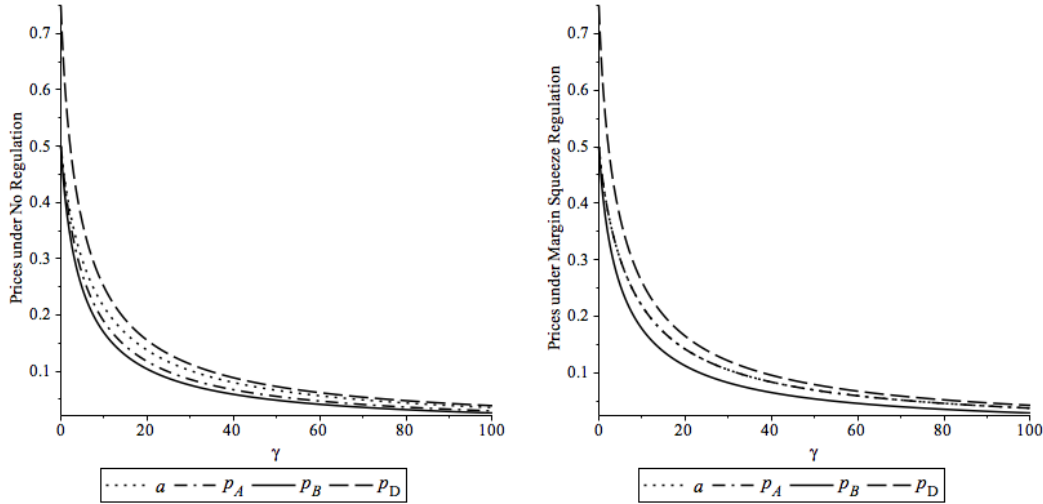 Prices under No Regulation
0.7
0.6
0.5
0.4
0.3
0.2
0.1
0 20 40 60 80 100
γ
a p_A p_B p_D
Prices under Margin Squeeze Regulation
0.7
0.6
0.5
0.4
0.3
0.2
0.1
0 20 40 60 80 100
γ
a p_A p_B p_D